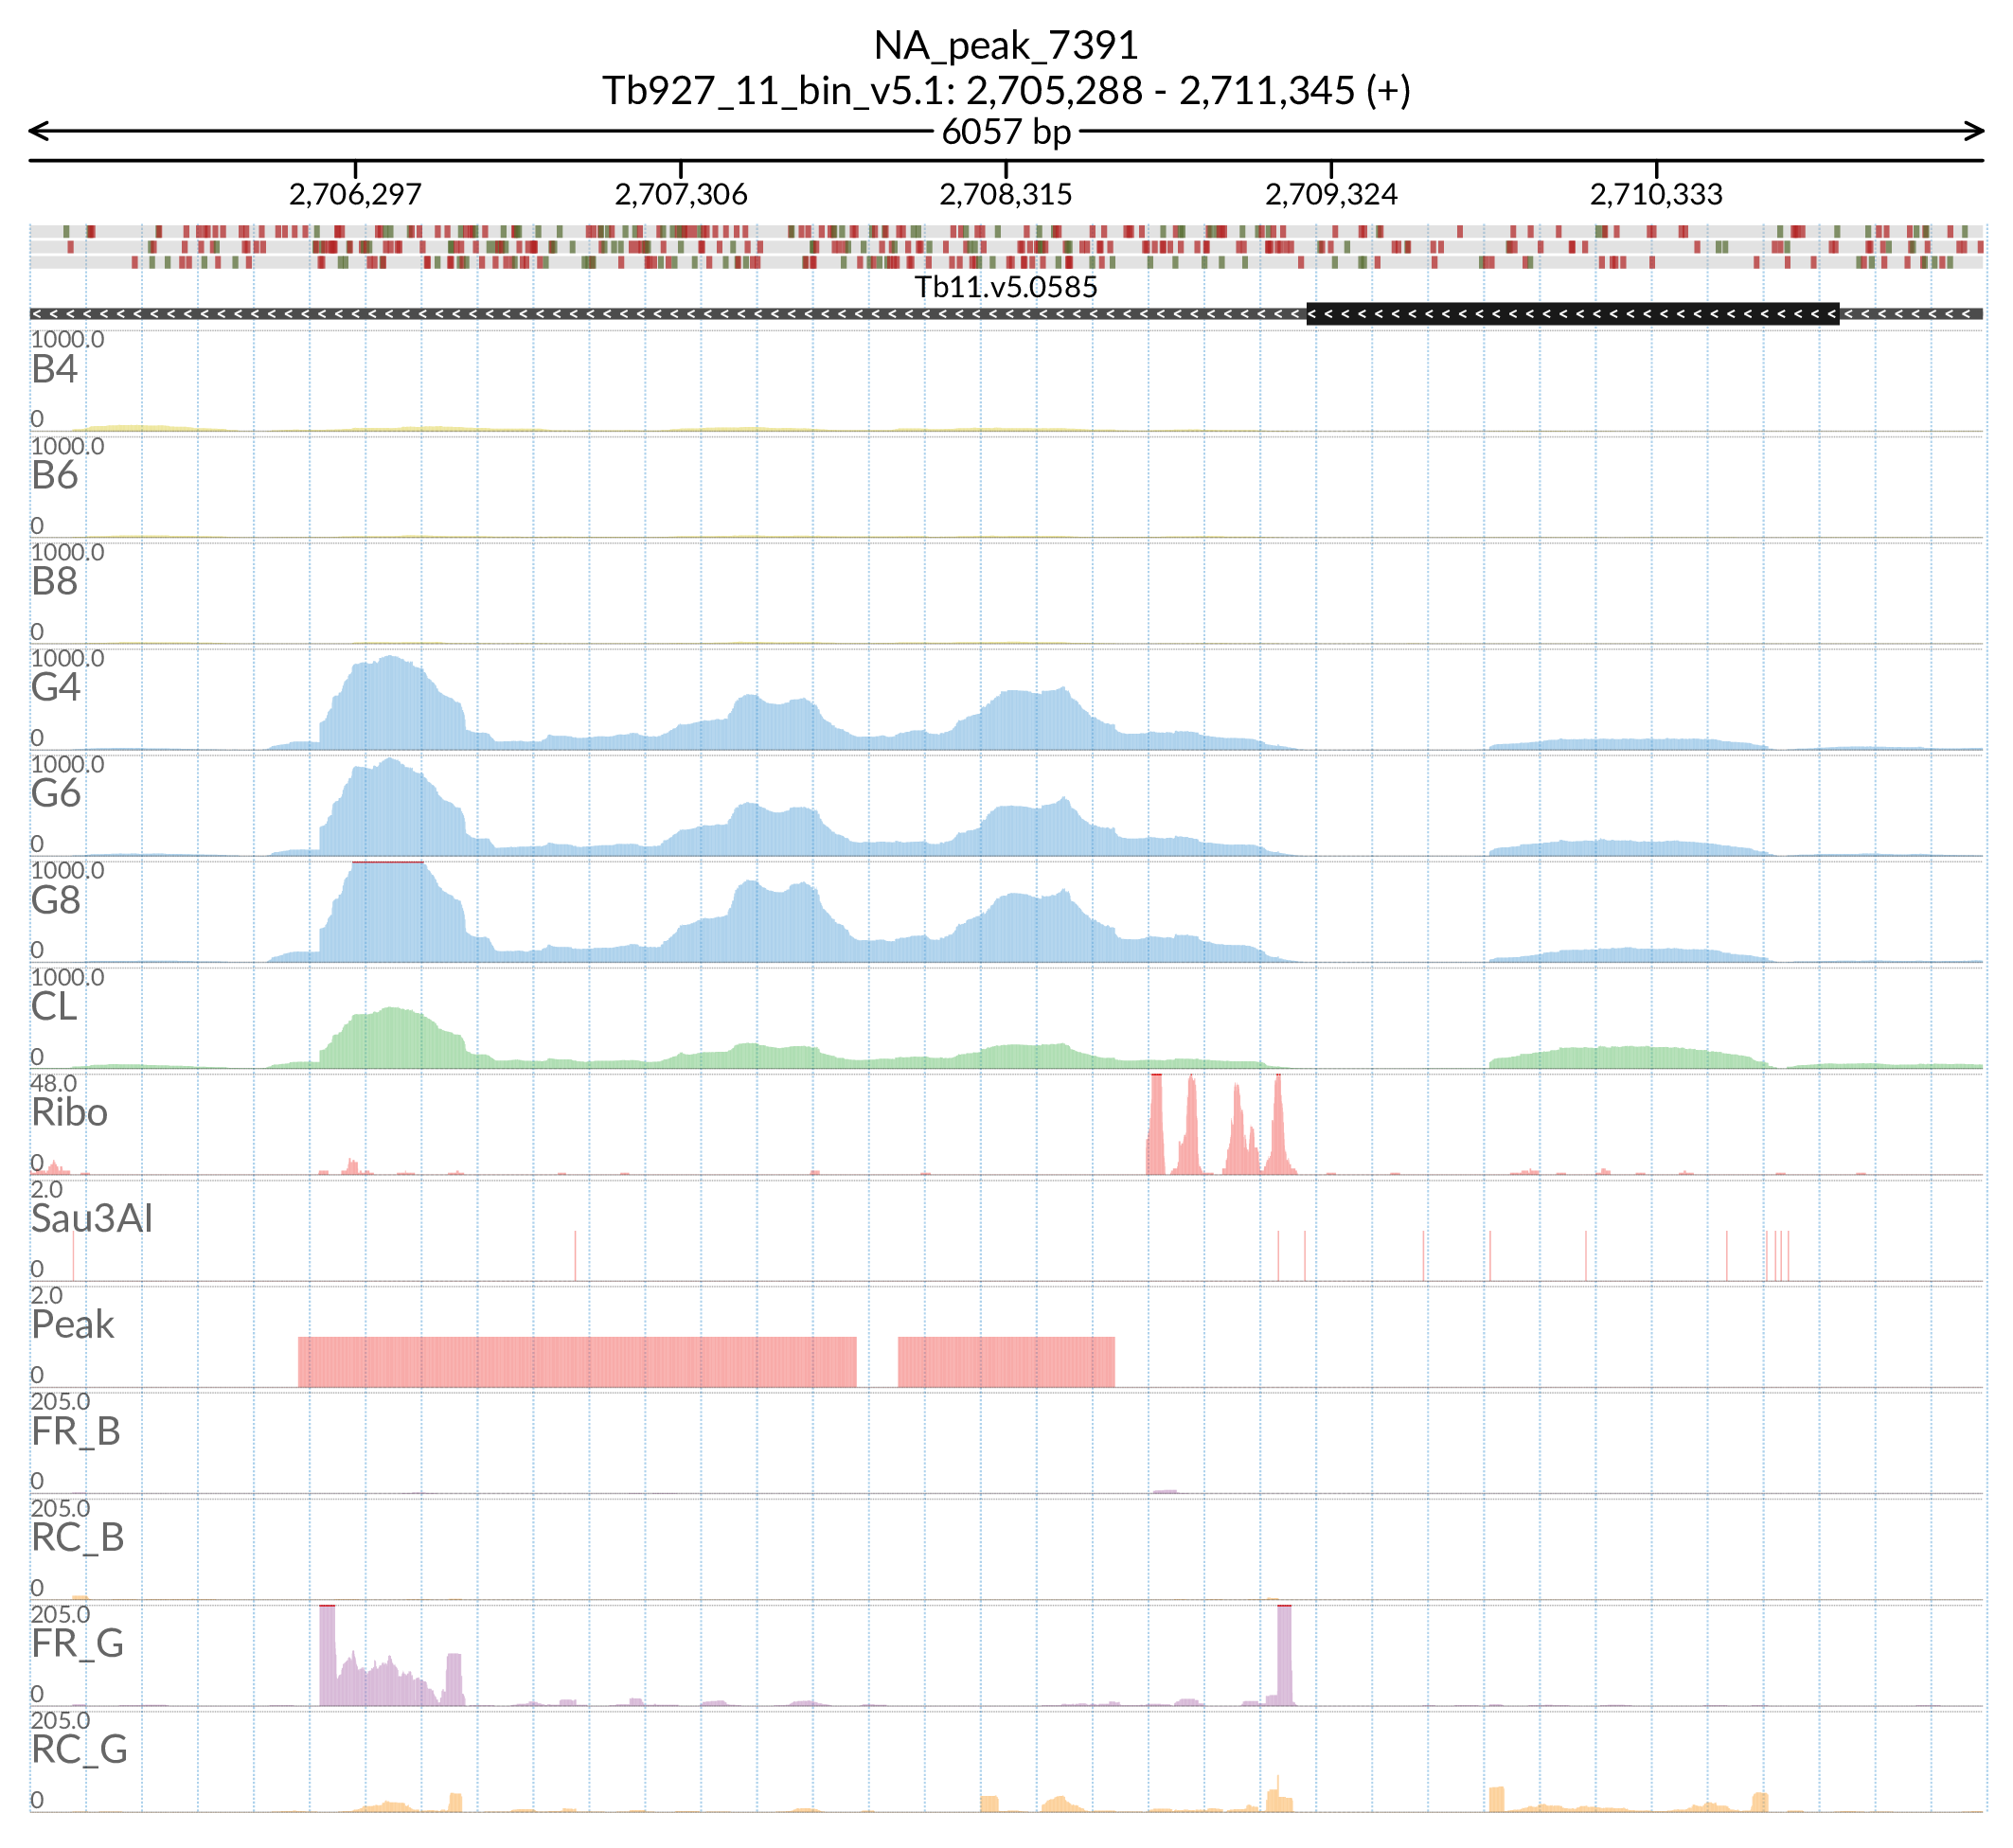 NA_peak_7391
Tb927_11_bin_v5.1: 2,705,288 - 2,711,345 (+)
6057 bp
2,706,297 2,707,306 2,708,315 2,709,324 2,710,333
Tb11.v5.0585
1000.0
B4
0
1000.0
B6
0
1000.0
B8
0
1000.0
G4
0
1000.0
G6
0
1000.0
G8
0
1000.0
CL
0
48.0
Ribo
0
2.0
Sau3AI
0
2.0
Peak
0
205.0
FR_B
0
205.0
RC_B
0
205.0
FR_G
0
205.0
RC_G
0